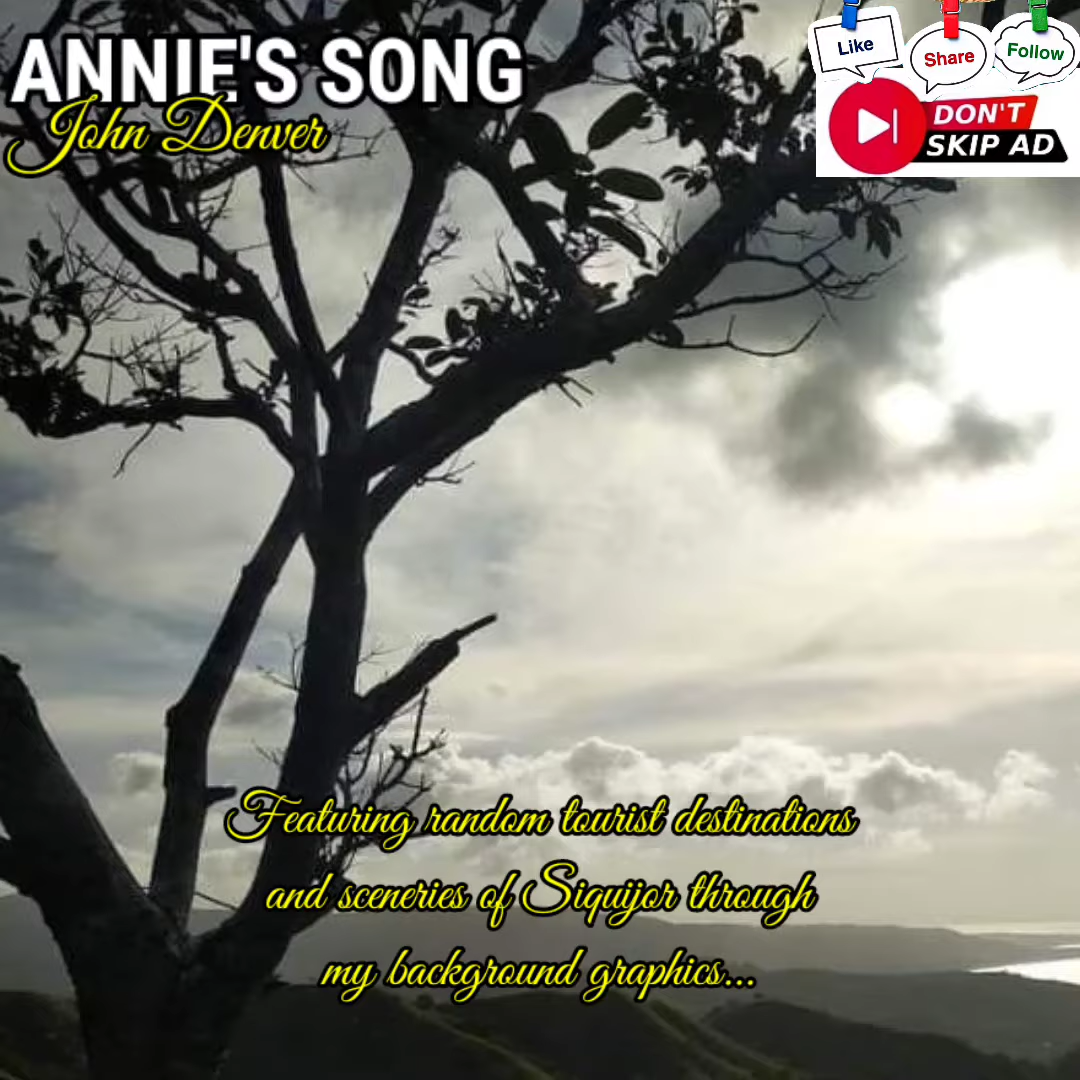 ANNIE'S SONG
John Denver
Like
Share
Follow
DON'T
SKIP AD
Featuring random tourist destinations
and sceneries of Siquijor through
my background graphics...